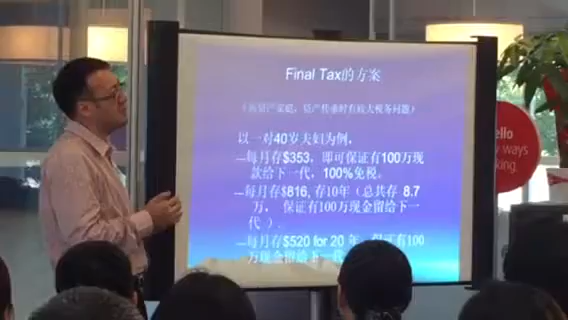 Final Tax的方案
（高资产家庭，资产传承时有较大税务问题）
以一对40岁夫妇为例，
—每月存$353，即可保证有100万现
款给下一代，100%免税。
—每月存$816, 存10年（总共存 8.7
万， 保证有100万现金留给下一
代 ）.
—每月存$520 for 20 年，保证有100
万现金留给下一代
ello
ways
king